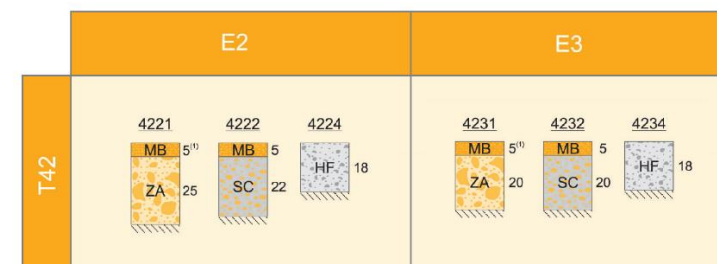 E2 E3
T42
4221 4222 4224 4231 4232 4234
MB 5(1) MB 5 MB 5(1) MB 5
HF 18 HF 18
ZA 25 SC 22 ZA 20 SC 20